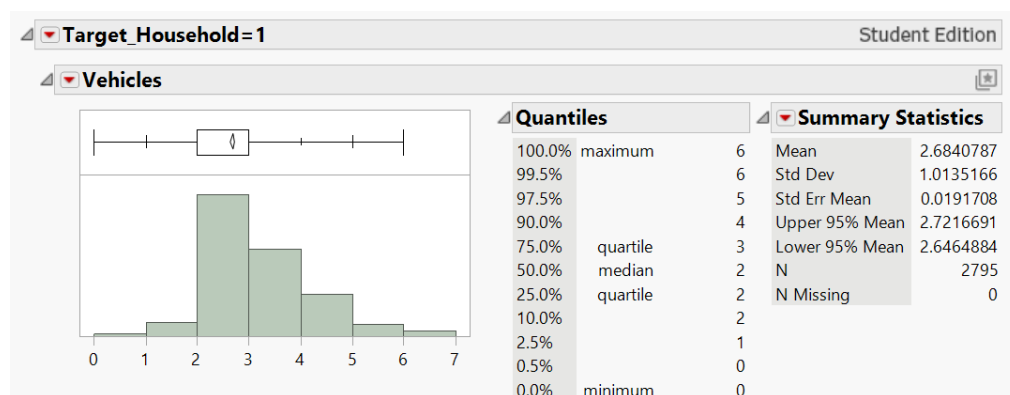 Target_Household=1 Student Edition
Vehicles
Quantiles
100.0% maximum 6
99.5% 6
97.5% 5
90.0% 4
75.0% quartile 3
50.0% median 2
25.0% quartile 2
10.0% 2
2.5% 1
0.5% 0
0.0% minimum 0
Summary Statistics
Mean 2.6840787
Std Dev 1.0135166
Std Err Mean 0.0191708
Upper 95% Mean 2.7216691
Lower 95% Mean 2.6464884
N 2795
N Missing 0
0 1 2 3 4 5 6 7